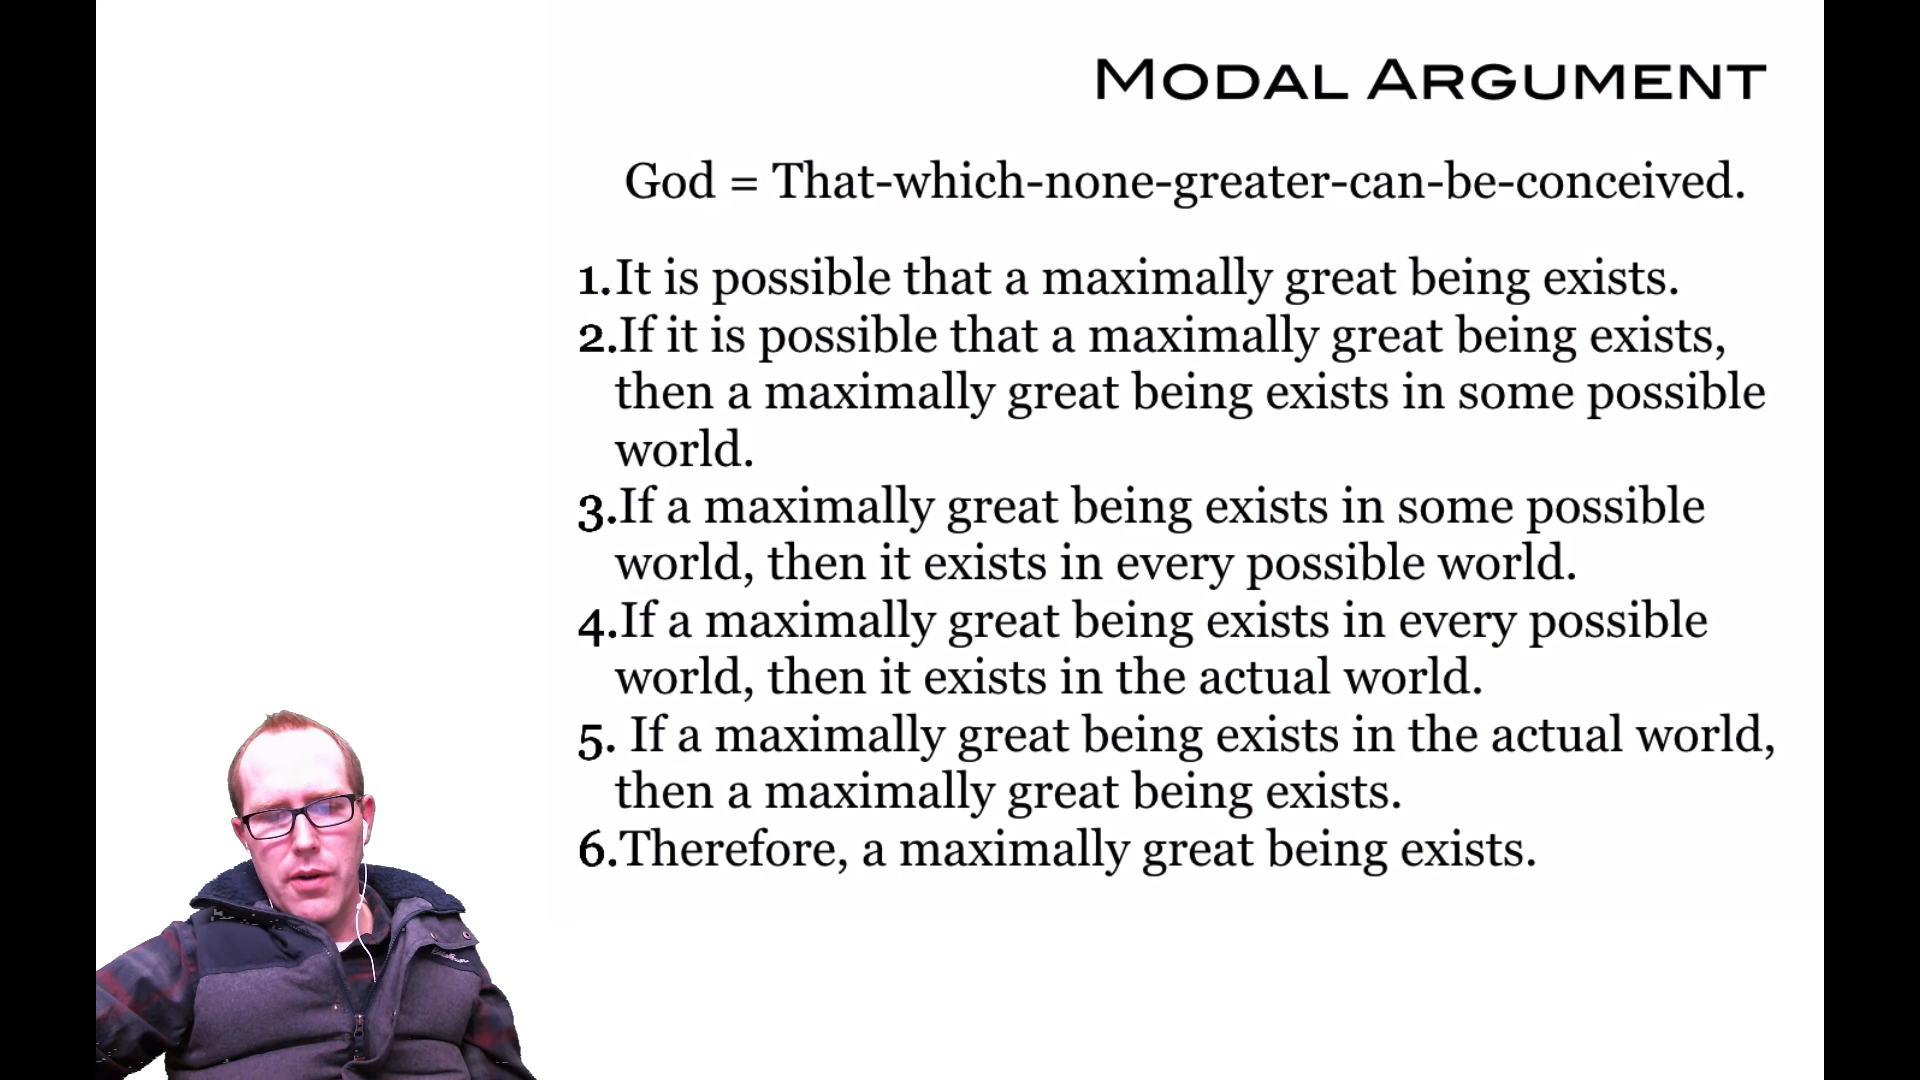 MODAL ARGUMENT
God = That-which-none-greater-can-be-conceived.
1.It is possible that a maximally great being exists.
2.If it is possible that a maximally great being exists,
then a maximally great being exists in some possible
world.
3.If a maximally great being exists in some possible
world, then it exists in every possible world.
4.If a maximally great being exists in every possible
world, then it exists in the actual world.
5. If a maximally great being exists in the actual world,
then a maximally great being exists.
6.Therefore, a maximally great being exists.